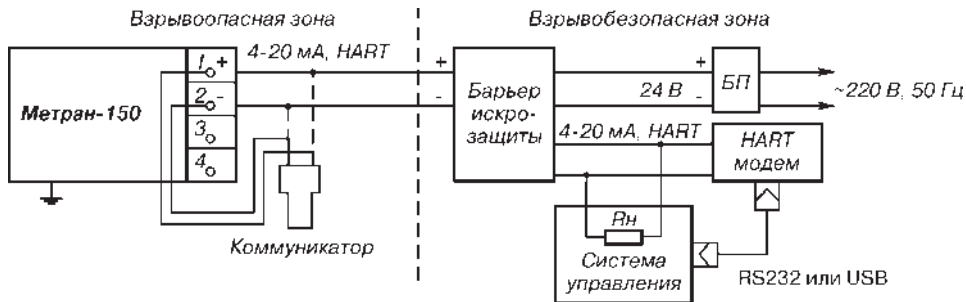 Взрывоопасная зона
Взрывобезопасная зона
4-20 мА, HART
Метран-150
1 +
2 -
3
4
+
-
Барьер
искро-
защиты
+
24 В
-
БП
~220 В, 50 Гц
4-20 мА, HART
HART
модем
Коммуникатор
Rн
Система
управления
RS232 или USB